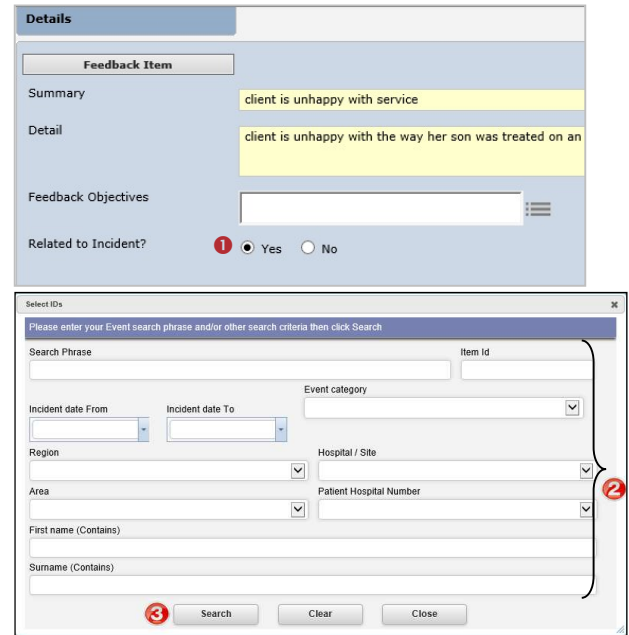 Details
Feedback Item
Summary
client is unhappy with service
Detail
client is unhappy with the way her son was treated on an
Feedback Objectives
Related to Incident?
1
Yes
No
Select IDs
Please enter your Event search phrase and/or other search criteria then click Search
Search Phrase
Item Id
Event category
Incident date From
Incident date To
Region
Hospital / Site
2
Area
Patient Hospital Number
First name (Contains)
Surname (Contains)
3
Search
Clear
Close